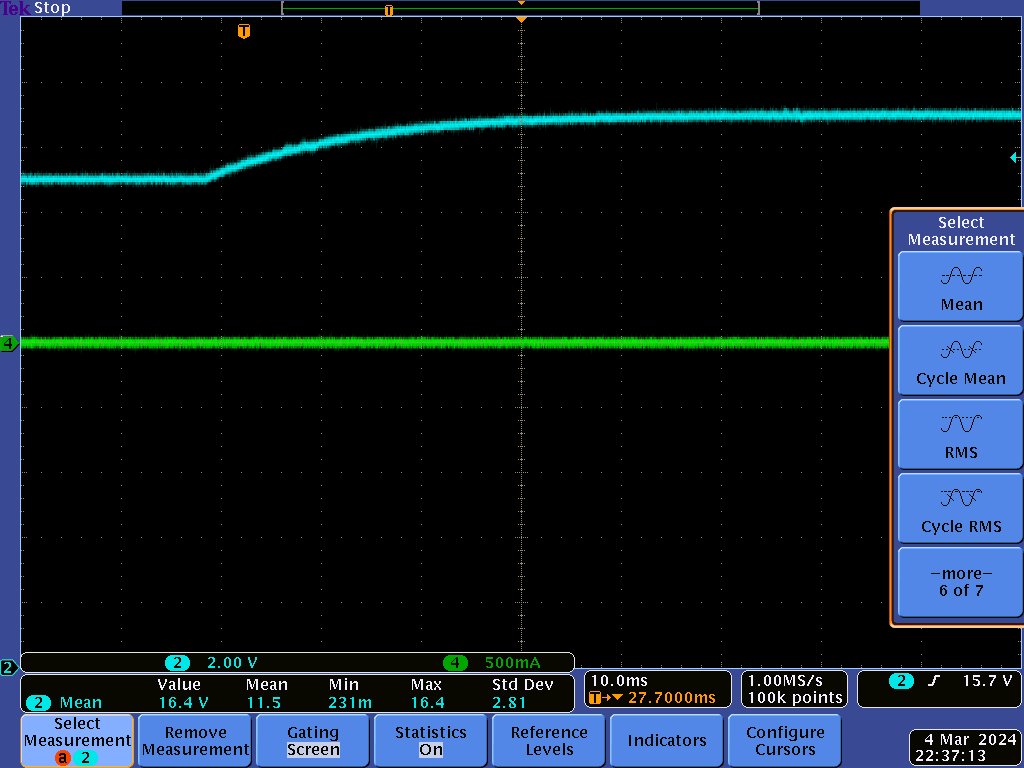 Tek Stop
T
T
4
2
Select
Measurement
Mean
Cycle Mean
RMS
Cycle RMS
—more—
6 of 7
2 2.00 V 4 500mA
Value Mean Min Max Std Dev
2 Mean 16.4 V 11.5 231m 16.4 2.81
10.0ms
T→▼ 27.7000ms
1.00MS/s
100k points
2 15.7 V
Select
Measurement
a 2
Remove
Measurement
Gating
Screen
Statistics
On
Reference
Levels
Indicators
Configure
Cursors
4 Mar 2024
22:37:13